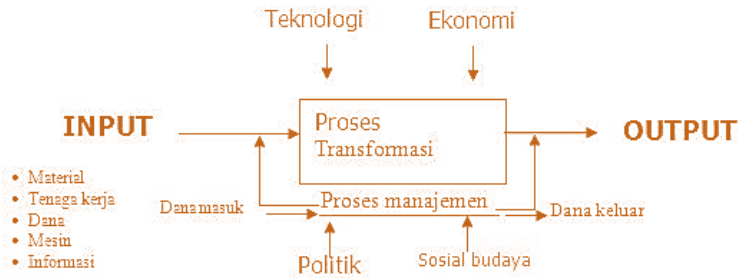 Teknologi
Ekonomi
INPUT
Proses
Transformasi
OUTPUT
• Material
• Tenaga kerja
• Dana
• Mesin
• Informasi
Dana masuk
Proses manajemen
Dana keluar
Politik
Sosial budaya